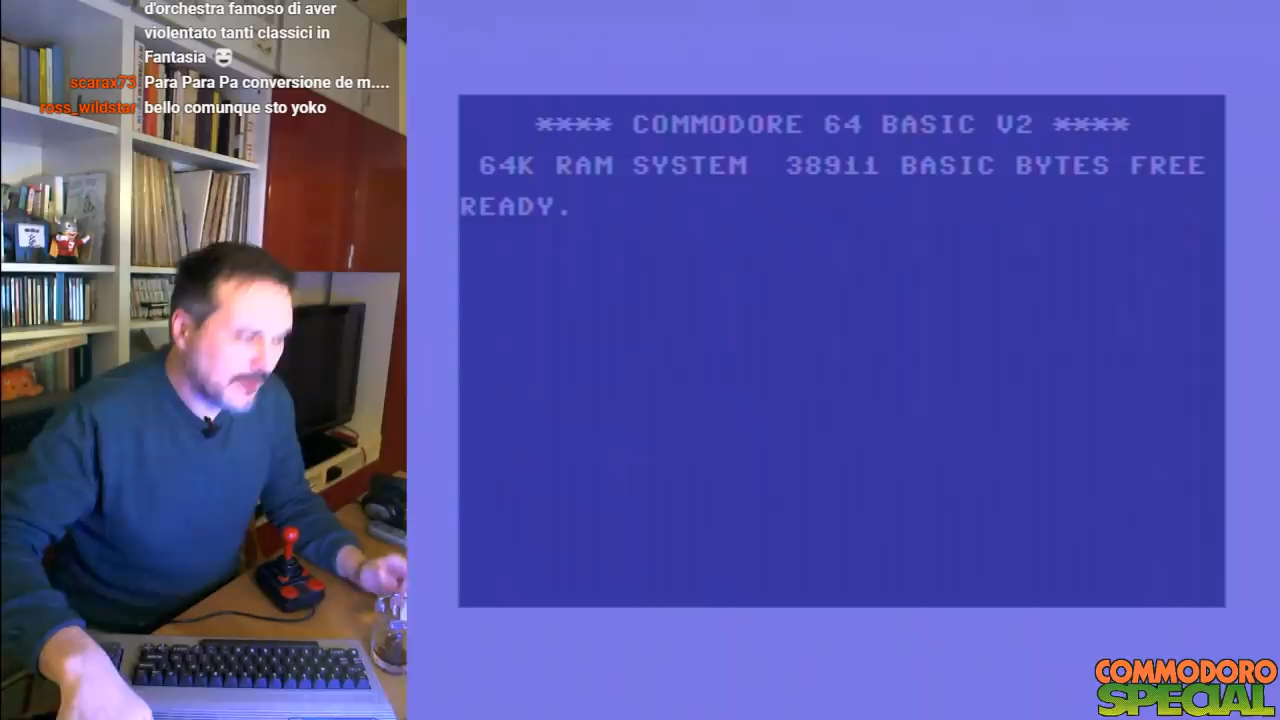 d'orchestra famoso di aver
violentato tanti classici in
Fantasia
scarax73 Para Para Pa conversione de m....
ross_wildstar bello comunque sto yoko
**** COMMODORE 64 BASIC V2 ****
64K RAM SYSTEM 38911 BASIC BYTES FREE
READY.
COMMODORO
SPECIAL